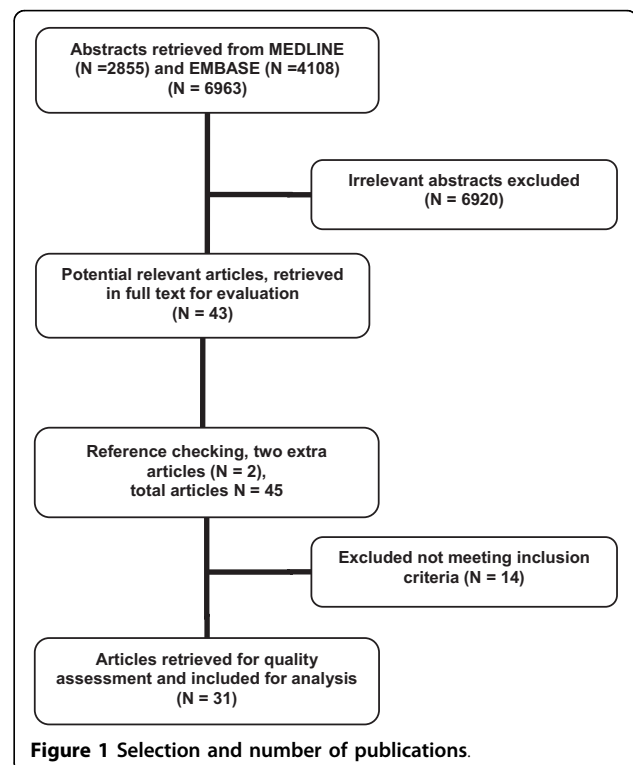 Abstracts retrieved from MEDLINE
(N =2855) and EMBASE (N =4108)
(N = 6963)
Irrelevant abstracts excluded
(N = 6920)
Potential relevant articles, retrieved
in full text for evaluation
(N = 43)
Reference checking, two extra
articles (N = 2),
total articles N = 45
Excluded not meeting inclusion
criteria (N = 14)
Articles retrieved for quality
assessment and included for analysis
(N = 31)
Figure 1 Selection and number of publications.